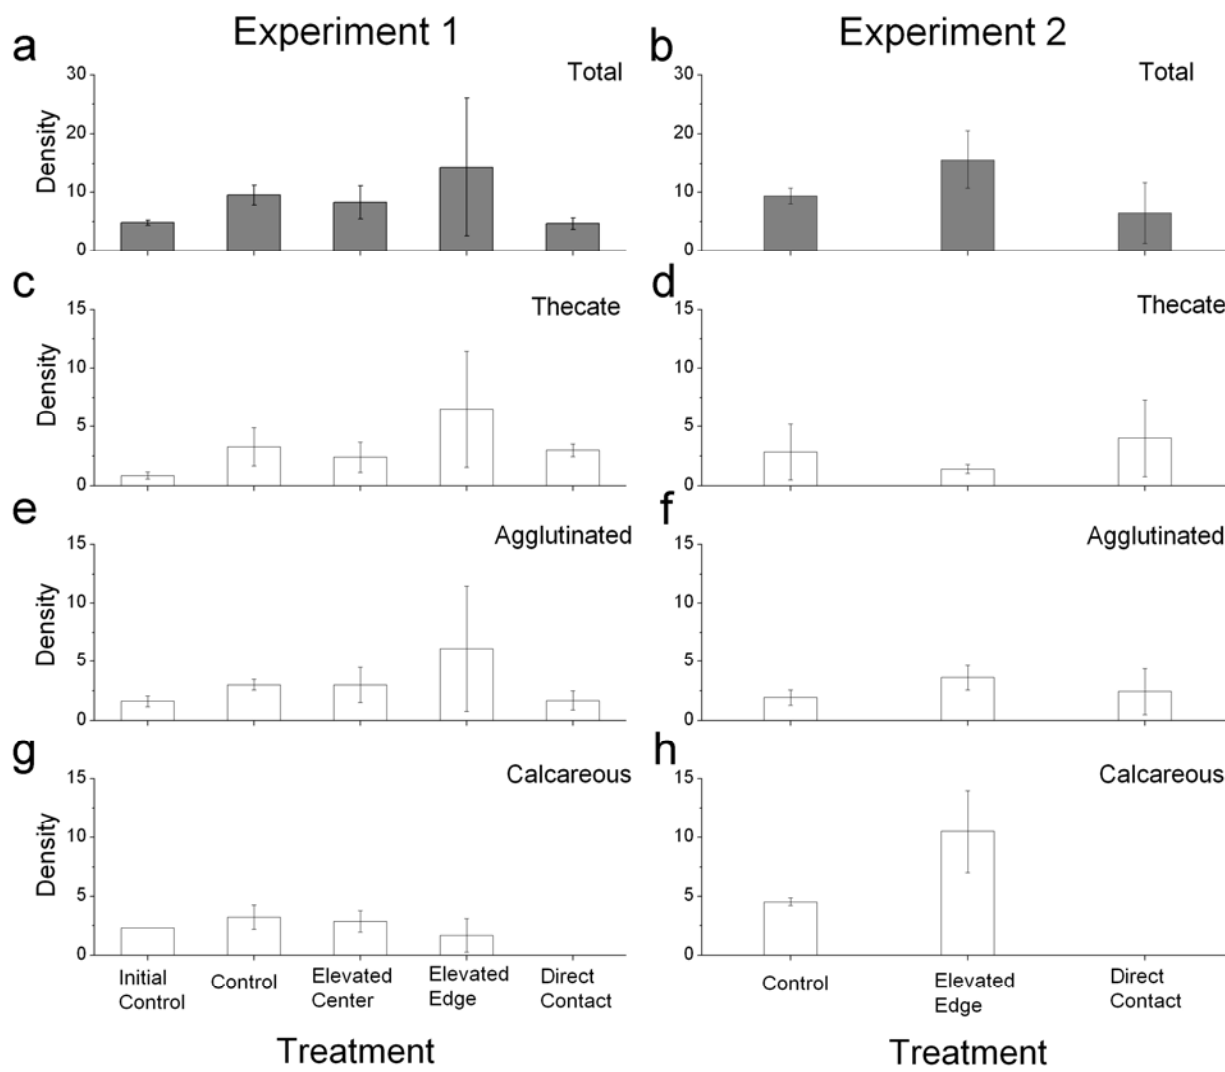 Experiment 1
Experiment 2
a
Total
30
20
10
0
Density
b
Total
30
20
10
0
c
Thecate
15
10
5
0
Density
d
Thecate
15
10
5
0
e
Agglutinated
15
10
5
0
Density
f
Agglutinated
15
10
5
0
g
Calcareous
15
10
5
0
Density
Initial
Control
Control
Elevated
Center
Elevated
Edge
Direct
Contact
Treatment
h
Calcareous
15
10
5
0
Control
Elevated
Edge
Direct
Contact
Treatment